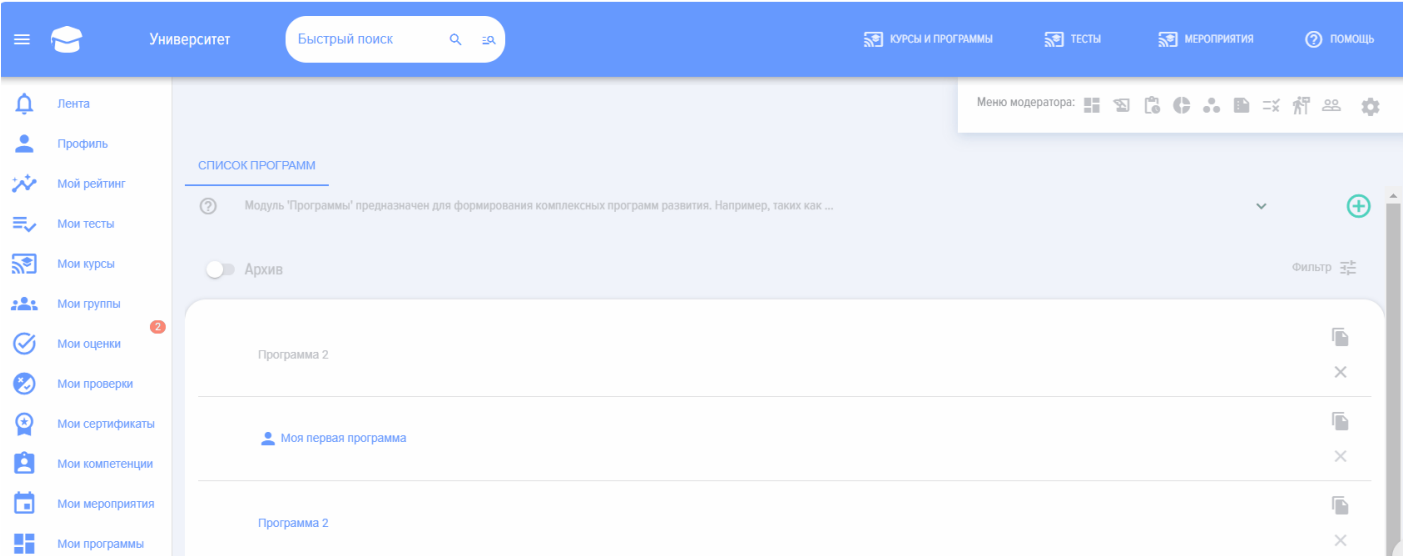 Университет
Быстрый поиск
КУРСЫ И ПРОГРАММЫ
ТЕСТЫ
МЕРОПРИЯТИЯ
ПОМОЩЬ
Меню модератора:
Лента
Профиль
Мой рейтинг
Мои тесты
Мои курсы
Мои группы
2
Мои оценки
Мои проверки
Мои сертификаты
Мои компетенции
Мои мероприятия
Мои программы
СПИСОК ПРОГРАММ
Модуль 'Программы' предназначен для формирования комплексных программ развития. Например, таких как ...
Архив
Фильтр
Программа 2
Моя первая программа
Программа 2